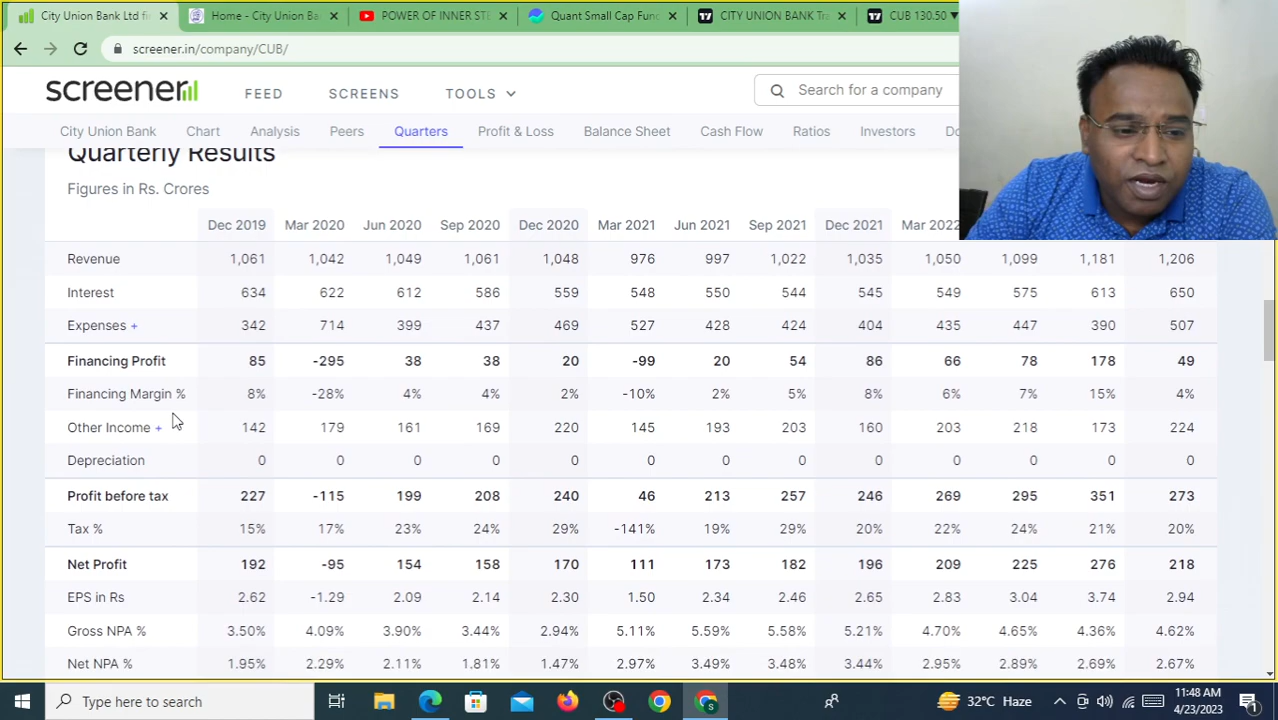 City Union Bank Ltd fi
Home - City Union Ba
POWER OF INNER STE
Quant Small Cap Fund
CITY UNION BANK Tra
CUB 130.50
screener.in/company/CUB/
screener
FEED
SCREENS
TOOLS
Search for a company
City Union Bank
Chart
Analysis
Peers
Quarters
Profit & Loss
Balance Sheet
Cash Flow
Ratios
Investors
Quarterly Results
Figures in Rs. Crores
Dec 2019 Mar 2020 Jun 2020 Sep 2020 Dec 2020 Mar 2021 Jun 2021 Sep 2021 Dec 2021 Mar 2022
Revenue 1,061 1,042 1,049 1,061 1,048 976 997 1,022 1,035 1,050 1,099 1,181 1,206
Interest 634 622 612 586 559 548 550 544 545 549 575 613 650
Expenses + 342 714 399 437 469 527 428 424 404 435 447 390 507
Financing Profit 85 -295 38 38 20 -99 20 54 86 66 78 178 49
Financing Margin % 8% -28% 4% 4% 2% -10% 2% 5% 8% 6% 7% 15% 4%
Other Income + 142 179 161 169 220 145 193 203 160 203 218 173 224
Depreciation 0 0 0 0 0 0 0 0 0 0 0 0 0
Profit before tax 227 -115 199 208 240 46 213 257 246 269 295 351 273
Tax % 15% 17% 23% 24% 29% -141% 19% 29% 20% 22% 24% 21% 20%
Net Profit 192 -95 154 158 170 111 173 182 196 209 225 276 218
EPS in Rs 2.62 -1.29 2.09 2.14 2.30 1.50 2.34 2.46 2.65 2.83 3.04 3.74 2.94
Gross NPA % 3.50% 4.09% 3.90% 3.44% 2.94% 5.11% 5.59% 5.58% 5.21% 4.70% 4.65% 4.36% 4.62%
Net NPA % 1.95% 2.29% 2.11% 1.81% 1.47% 2.97% 3.49% 3.48% 3.44% 2.95% 2.89% 2.69% 2.67%
Type here to search
32°C Haze
11:48 AM
4/23/2023